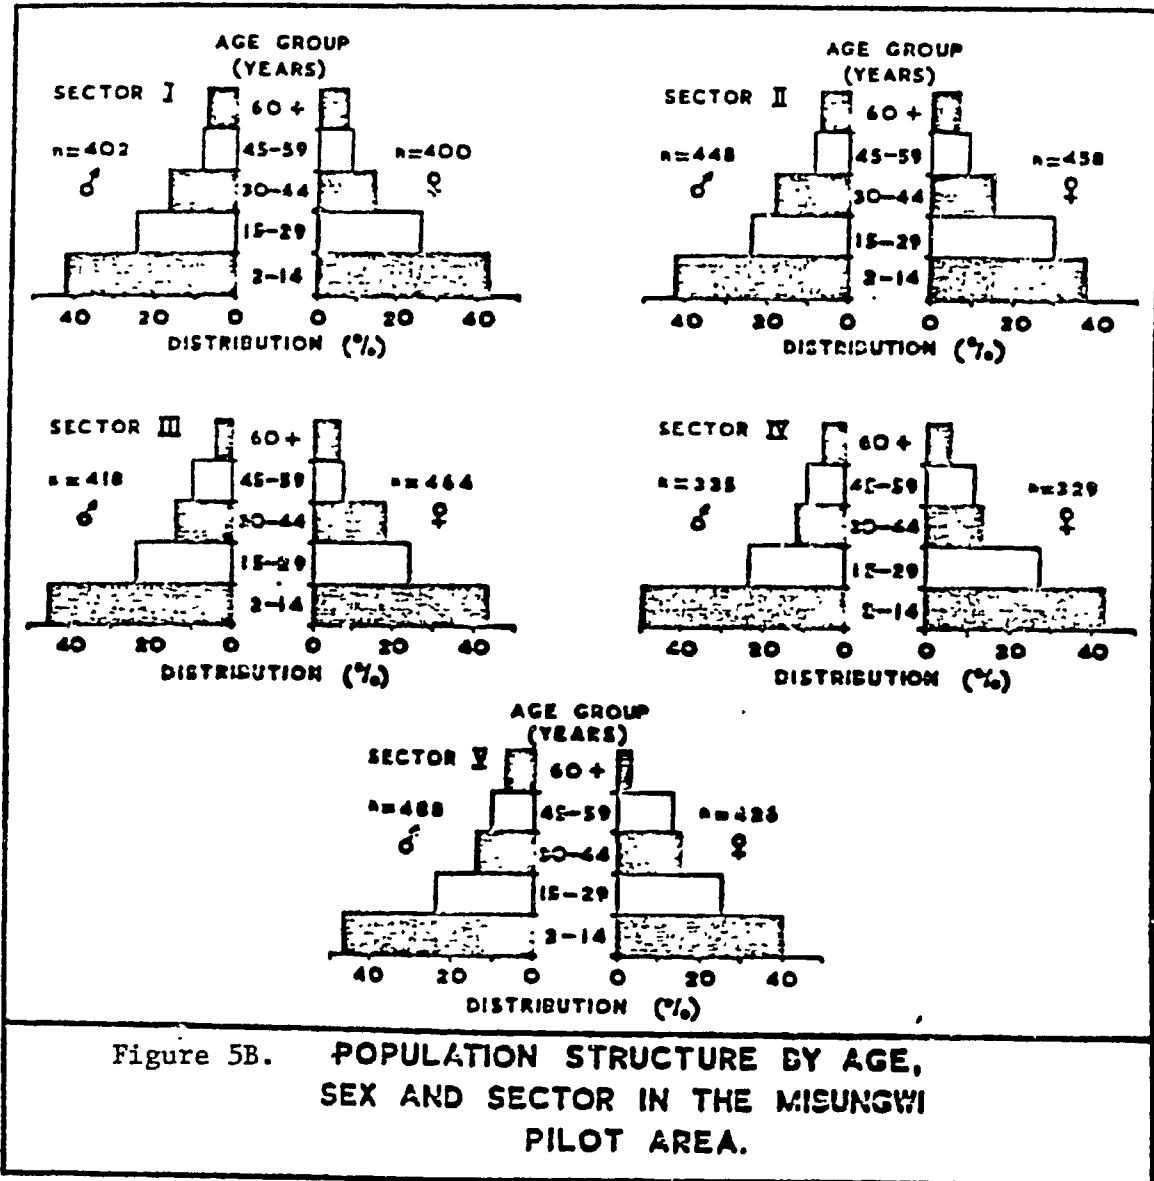 AGE GROUP
(YEARS)
SECTOR I
60 +
n=402
45-59
n=400
♂
30-44
♀
15-29
2-14
40 20 0 0 20 40
DISTRIBUTION (%)
AGE GROUP
(YEARS)
SECTOR II
60 +
n=448
45-59
n=458
♂
30-44
♀
15-29
2-14
40 20 0 0 20 40
DISTRIBUTION (%)
SECTOR III
60 +
n=418
45-59
n=464
♂
30-44
♀
15-29
2-14
40 20 0 0 20 40
DISTRIBUTION (%)
SECTOR IV
60 +
n=335
45-59
n=329
♂
30-44
♀
15-29
2-14
40 20 0 0 20 40
DISTRIBUTION (%)
AGE GROUP
(YEARS)
SECTOR V
60 +
45-59
♂
30-44
♀
15-29
2-14
40 20 0 0 20 40
DISTRIBUTION (%)
Figure 5B. POPULATION STRUCTURE BY AGE,
SEX AND SECTOR IN THE MISUNGWI
PILOT AREA.